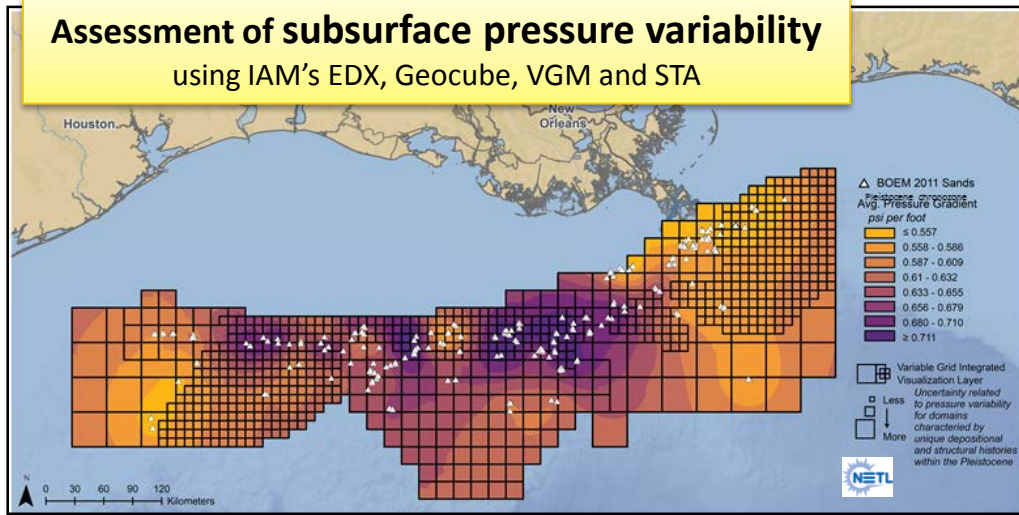 Assessment of subsurface pressure variability
using IAM's EDX, Geocube, VGM and STA
Houston
New
Orleans
BOEM 2011 Sands
Pleistocene chronozone
Avg. Pressure Gradient
psi per foot
≤ 0.557
0.558 - 0.586
0.587 - 0.609
0.61 - 0.632
0.633 - 0.655
0.656 - 0.679
0.680 - 0.710
≥ 0.711
Variable Grid Integrated
Visualization Layer
Less
More
Uncertainty related
to pressure variability
for domains
characteried by
unique depositional
and structural histories
within the Pleistocene
N
0 30 60 90 120
Kilometers
NETL